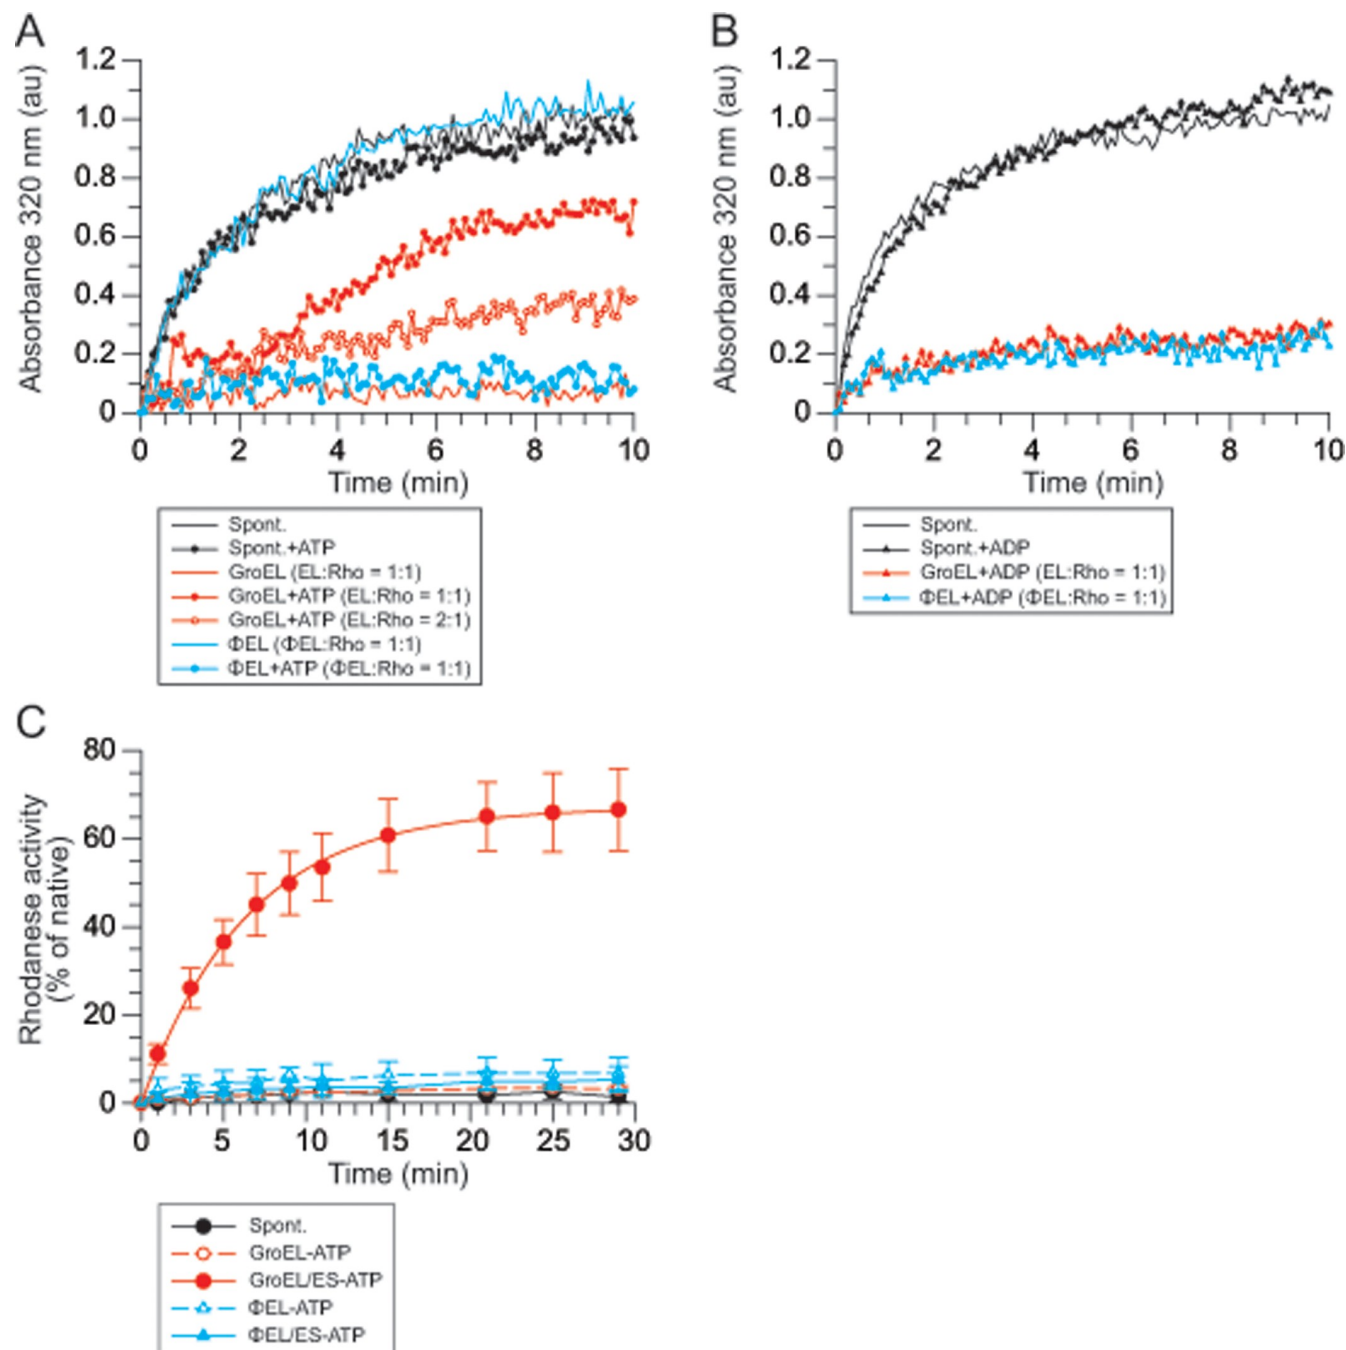 A
Absorbance 320 nm (au)
1.2
1.0
0.8
0.6
0.4
0.2
0
0 2 4 6 8 10
Time (min)
Spont.
Spont.+ATP
GroEL (EL:Rho = 1:1)
GroEL+ATP (EL:Rho = 1:1)
GroEL+ATP (EL:Rho = 2:1)
ΦEL (ΦEL:Rho = 1:1)
ΦEL+ATP (ΦEL:Rho = 1:1)
B
Absorbance 320 nm (au)
1.2
1.0
0.8
0.6
0.4
0.2
0
0 2 4 6 8 10
Time (min)
Spont.
Spont.+ADP
GroEL+ADP (EL:Rho = 1:1)
ΦEL+ADP (ΦEL:Rho = 1:1)
C
Rhodanese activity
(% of native)
80
60
40
20
0
0 5 10 15 20 25 30
Time (min)
Spont.
GroEL-ATP
GroEL/ES-ATP
ΦEL-ATP
ΦEL/ES-ATP